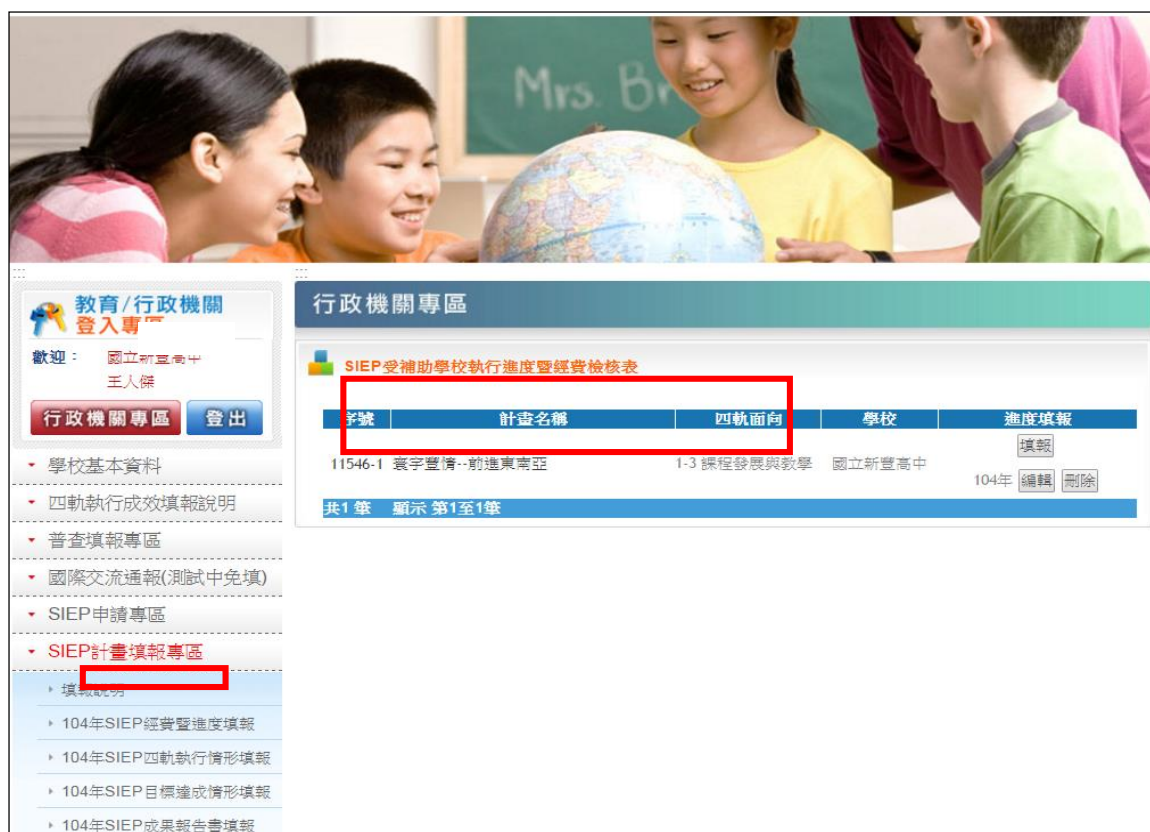 Mrs. Br
:::
教育/行政機關
登入專區
歡迎： 國立新豐高中
王人傑
行政機關專區 登出
學校基本資料
四軌執行成效填報說明
普查填報專區
國際交流通報(測試中免填)
SIEP申請專區
SIEP計畫填報專區
填報說明
104年SIEP經費暨進度填報
104年SIEP四軌執行情形填報
104年SIEP目標達成情形填報
104年SIEP成果報告書填報
:::
行政機關專區
SIEP受補助學校執行進度暨經費檢核表
字號 計畫名稱 四軌面向 學校 進度填報
填報
11546-1 寰宇豐情--前進東南亞 1-3 課程發展與教學 國立新豐高中
104年 編輯 刪除
共1 筆 顯示 第1至1筆